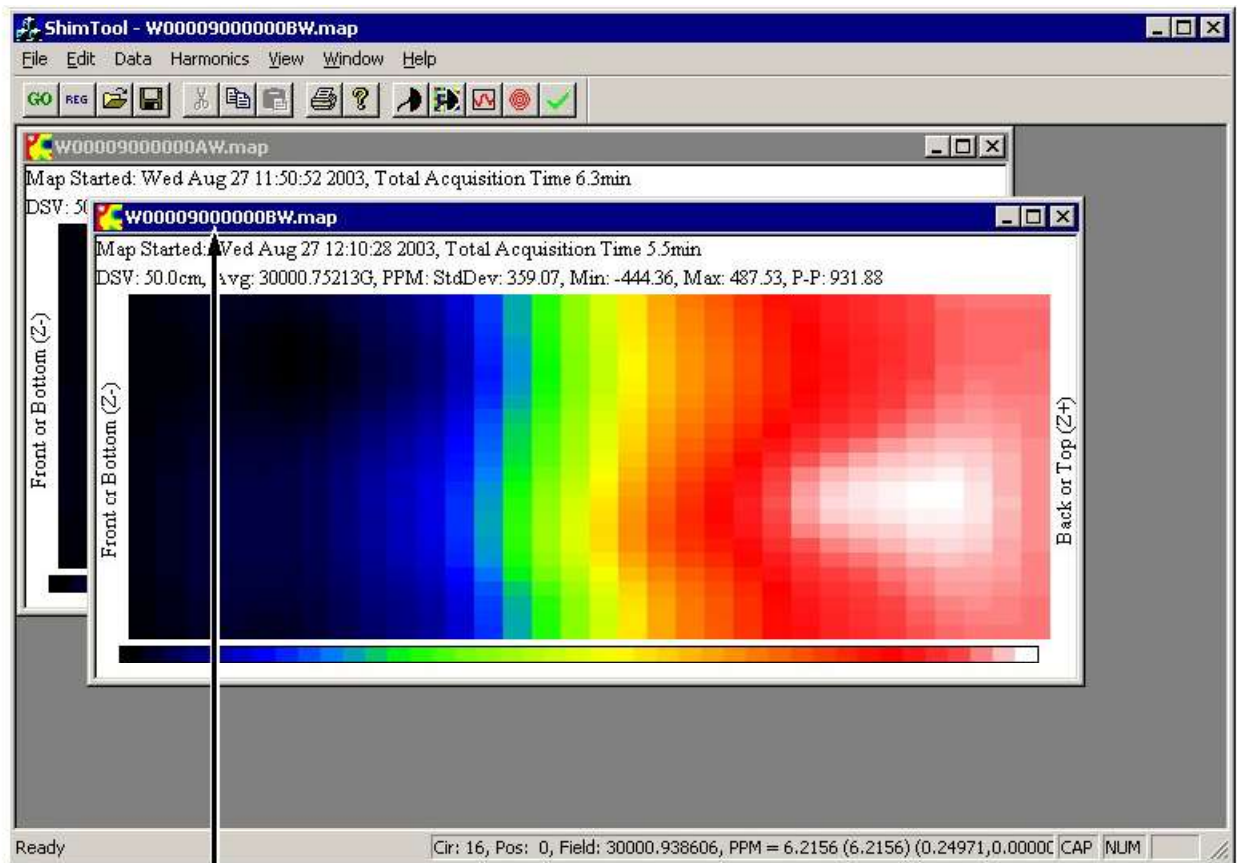 ShimTool - W00009000000BW.map
File Edit Data Harmonics View Window Help
GO REG
W00009000000AW.map
Map Started: Wed Aug 27 11:50:52 2003, Total Acquisition Time 6.3min
DSV: 50
W00009000000BW.map
Map Started: Wed Aug 27 12:10:28 2003, Total Acquisition Time 5.5min
DSV: 50.0cm, Avg: 30000.75213G, PPM: StdDev: 359.07, Min: -444.36, Max: 487.53, P-P: 931.88
Front or Bottom (Z-)
Front or Bottom (Z-)
Back or Top (Z+)
Ready
Cir: 16, Pos: 0, Field: 30000.938606, PPM = 6.2156 (6.2156) (0.24971,0.0000C CAP NUM